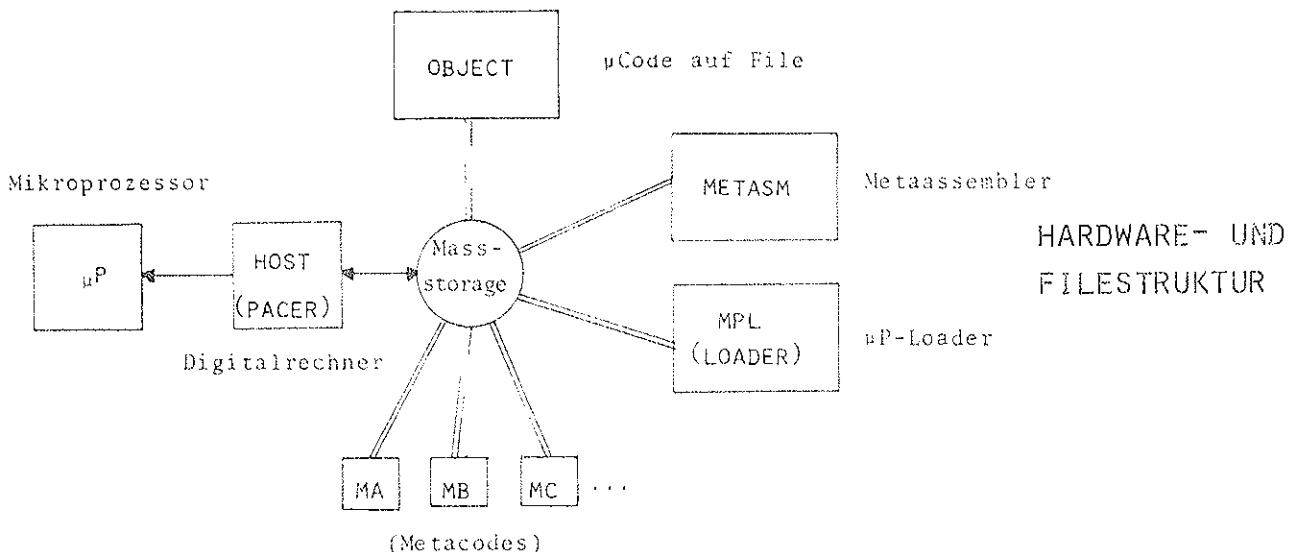 OBJECT
µCode auf File
Mikroprozessor
METASM
Metaassembler
µP
HOST
(PACER)
Mass-
storage
HARDWARE- UND
FILESTRUKTUR
MPL
(LOADER)
µP-Loader
Digitalrechner
MA
MB
MC
...
(Metacodes)